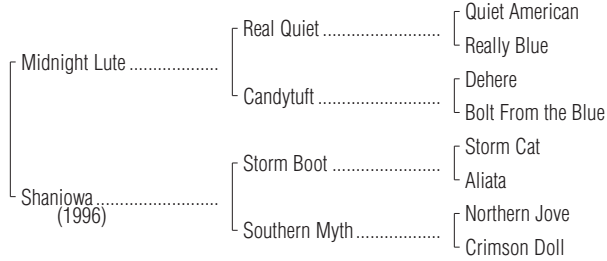 Quiet American
Real Quiet ........................
Really Blue
Midnight Lute ...................
Dehere
Candytuft ..........................
Bolt From the Blue
Storm Cat
Storm Boot .......................
Aliata
Shaniowa ..........................
(1996)
Northern Jove
Southern Myth ..................
Crimson Doll